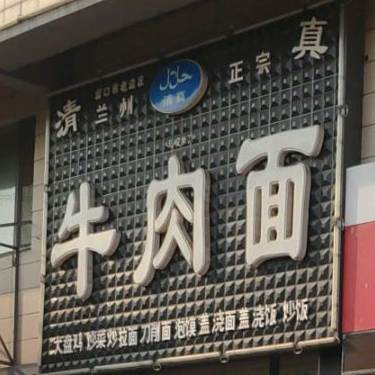 清 兰州 正宗 真
حلال
清真
牛肉面
大盘鸡 炒菜 炒拉面 刀削面 泡馍 盖浇面 盖浇饭 炒饭